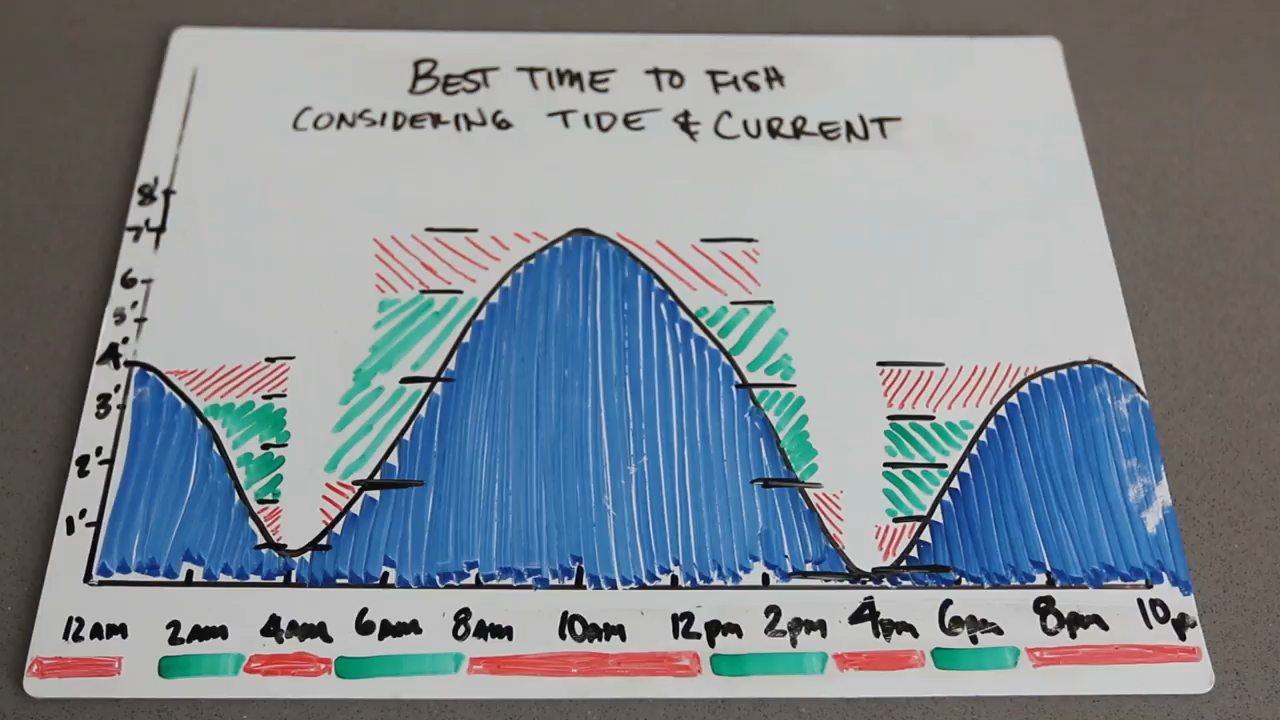 BEST TIME TO FISH
CONSIDERING TIDE & CURRENT
8'
7'
6
5'
4'
3'
2'
1'
12AM 2AM 4AM 6AM 8AM 10AM 12pm 2pm 4pm 6pm 8pm 10p